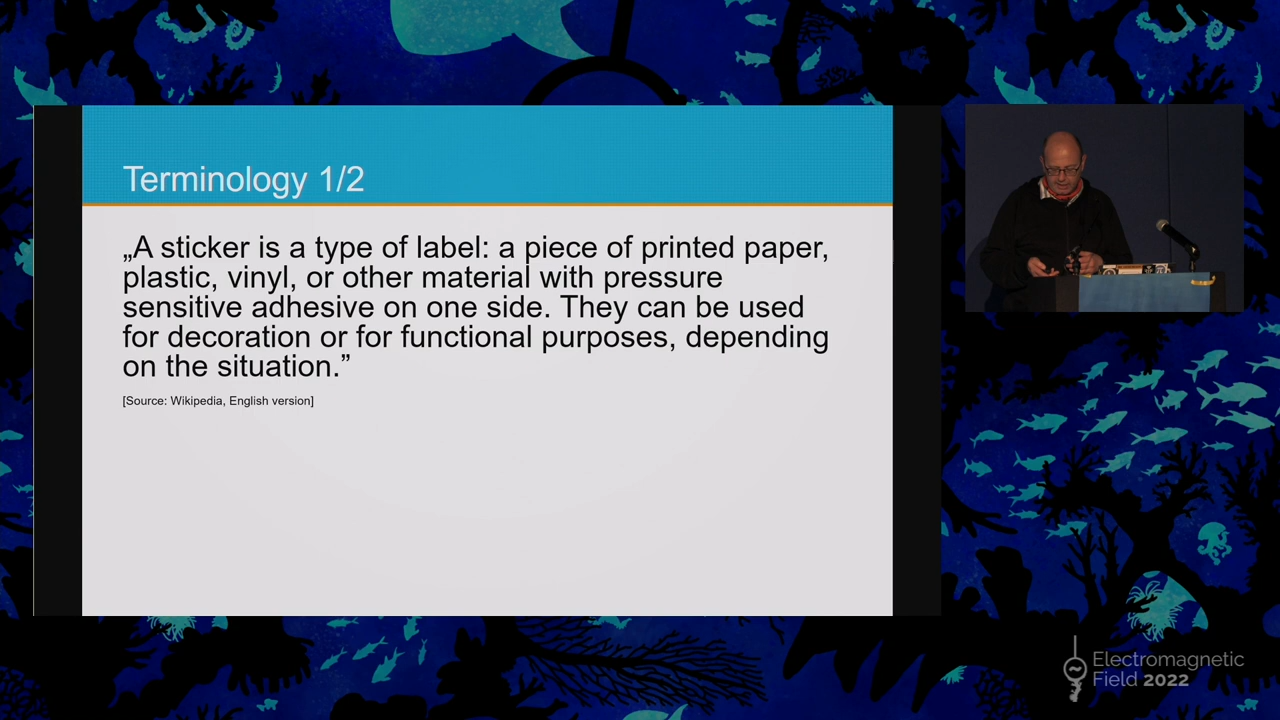 Terminology 1/2
„A sticker is a type of label: a piece of printed paper,
plastic, vinyl, or other material with pressure
sensitive adhesive on one side. They can be used
for decoration or for functional purposes, depending
on the situation.”
[Source: Wikipedia, English version]
Electromagnetic
Field 2022